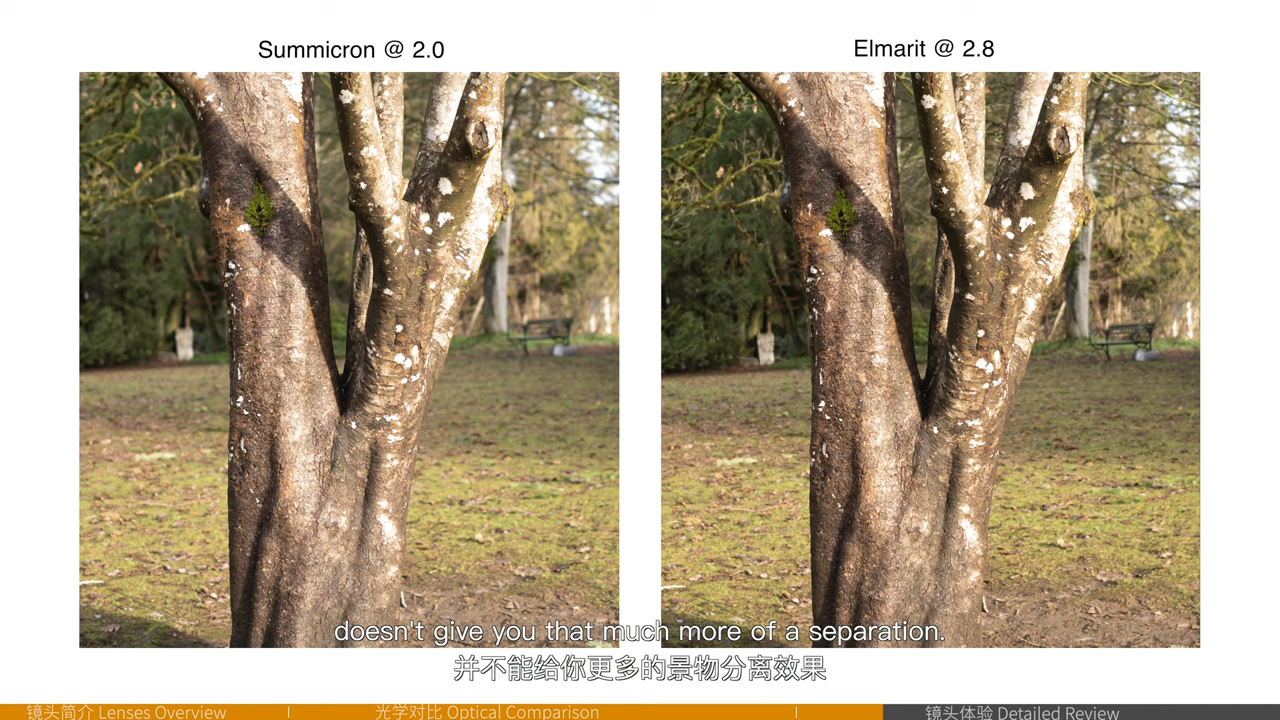 Summicron @ 2.0
Elmarit @ 2.8
doesn't give you that much more of a separation.
并不能给你更多的景物分离效果
镜头简介 Lenses Overview
光学对比 Optical Comparison
镜头体验 Detailed Review